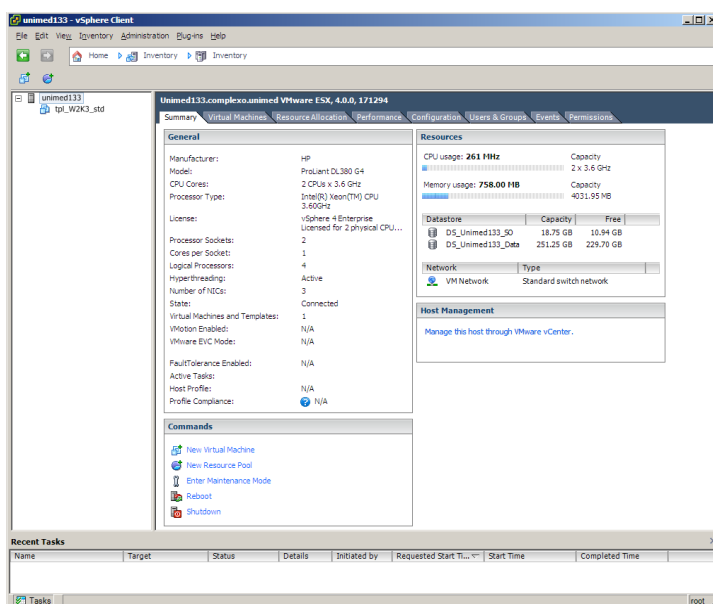 unimed133 - vSphere Client
File Edit View Inventory Administration Plug-ins Help
Home Inventory Inventory
unimed133
tpl_W2K3_std
Unimed133.complexo.unimed VMware ESX, 4.0.0, 171294
Summary Virtual Machines Resource Allocation Performance Configuration Users & Groups Events Permissions
General
Manufacturer: HP
Model: ProLiant DL380 G4
CPU Cores: 2 CPUs x 3.6 GHz
Processor Type: Intel(R) Xeon(TM) CPU
3.60GHz
License: vSphere 4 Enterprise
Licensed for 2 physical CPU...
Processor Sockets: 2
Cores per Socket: 1
Logical Processors: 4
Hyperthreading: Active
Number of NICs: 3
State: Connected
Virtual Machines and Templates: 1
VMotion Enabled: N/A
VMware EVC Mode: N/A
FaultTolerance Enabled: N/A
Active Tasks:
Host Profile: N/A
Profile Compliance: N/A
Commands
New Virtual Machine
New Resource Pool
Enter Maintenance Mode
Reboot
Shutdown
Resources
CPU usage: 261 MHz Capacity
2 x 3.6 GHz
Memory usage: 758.00 MB Capacity
4031.95 MB
Datastore Capacity Free
DS_Unimed133_SO 18.75 GB 10.94 GB
DS_Unimed133_Data 251.25 GB 229.70 GB
Network Type
VM Network Standard switch network
Host Management
Manage this host through VMware vCenter.
Recent Tasks
Name Target Status Details Initiated by Requested Start Ti... Start Time Completed Time
Tasks root